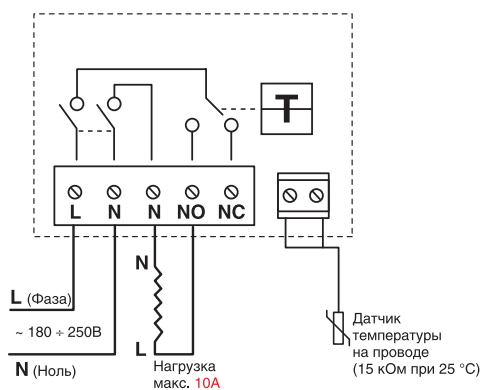 T
L N N NO NC
N
L (Фаза)
~ 180 ÷ 250В
L
N (Ноль)
Нагрузка
макс. 10А
Датчик
температуры
на проводе
(15 кОм при 25 °C)